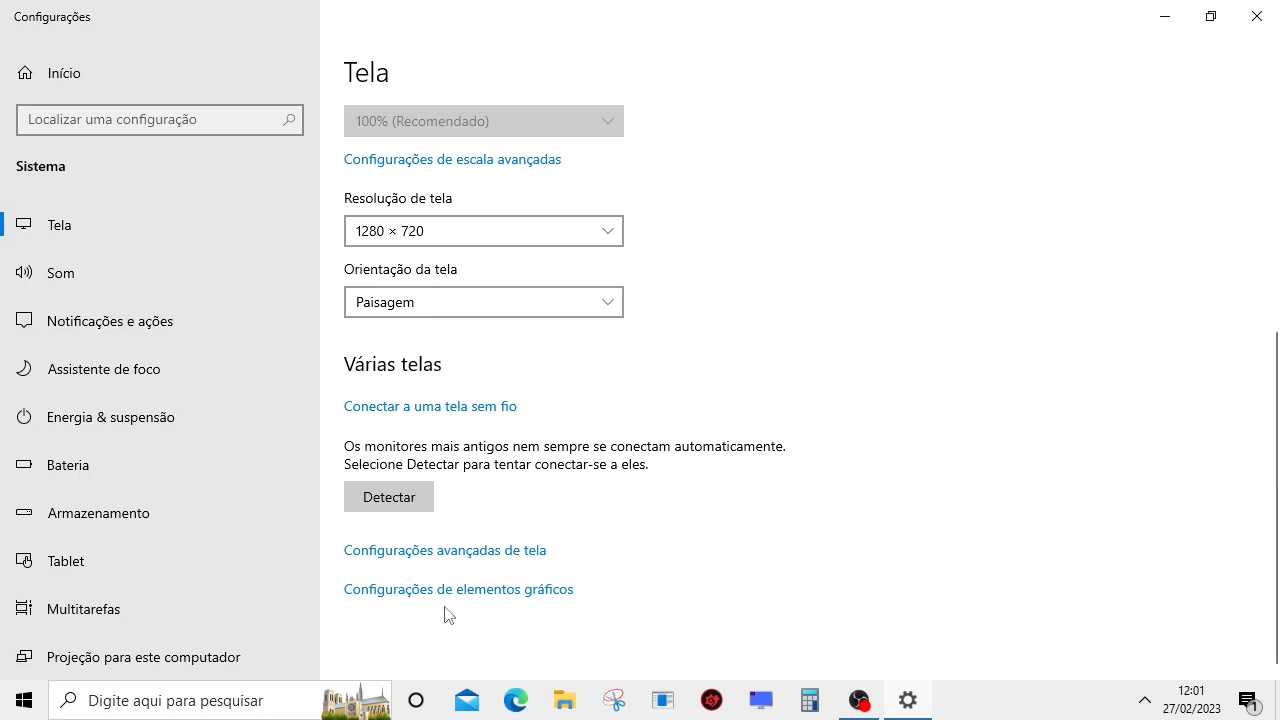 Configurações
Início
Localizar uma configuração
Sistema
Tela
Som
Notificações e ações
Assistente de foco
Energia & suspensão
Bateria
Armazenamento
Tablet
Multitarefas
Projeção para este computador
Tela
100% (Recomendado)
Configurações de escala avançadas
Resolução de tela
1280 × 720
Orientação da tela
Paisagem
Várias telas
Conectar a uma tela sem fio
Os monitores mais antigos nem sempre se conectam automaticamente.
Selecione Detectar para tentar conectar-se a eles.
Detectar
Configurações avançadas de tela
Configurações de elementos gráficos
Digite aqui para pesquisar
12:01
27/02/2023
1